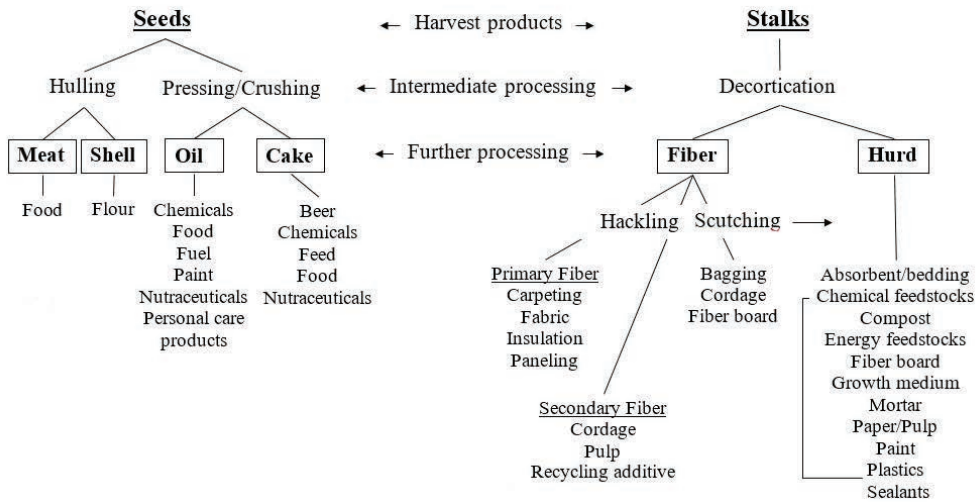 Seeds
Harvest products
Stalks
Hulling
Pressing/Crushing
Intermediate processing
Decortication
Meat
Shell
Oil
Cake
Further processing
Fiber
Hurd
Food
Flour
Chemicals
Food
Fuel
Paint
Nutraceuticals
Personal care
products
Beer
Chemicals
Feed
Food
Nutraceuticals
Hackling
Scutching
Primary Fiber
Carpeting
Fabric
Insulation
Paneling
Secondary Fiber
Cordage
Pulp
Recycling additive
Bagging
Cordage
Fiber board
Absorbent/bedding
Chemical feedstocks
Compost
Energy feedstocks
Fiber board
Growth medium
Mortar
Paper/Pulp
Paint
Plastics
Sealants